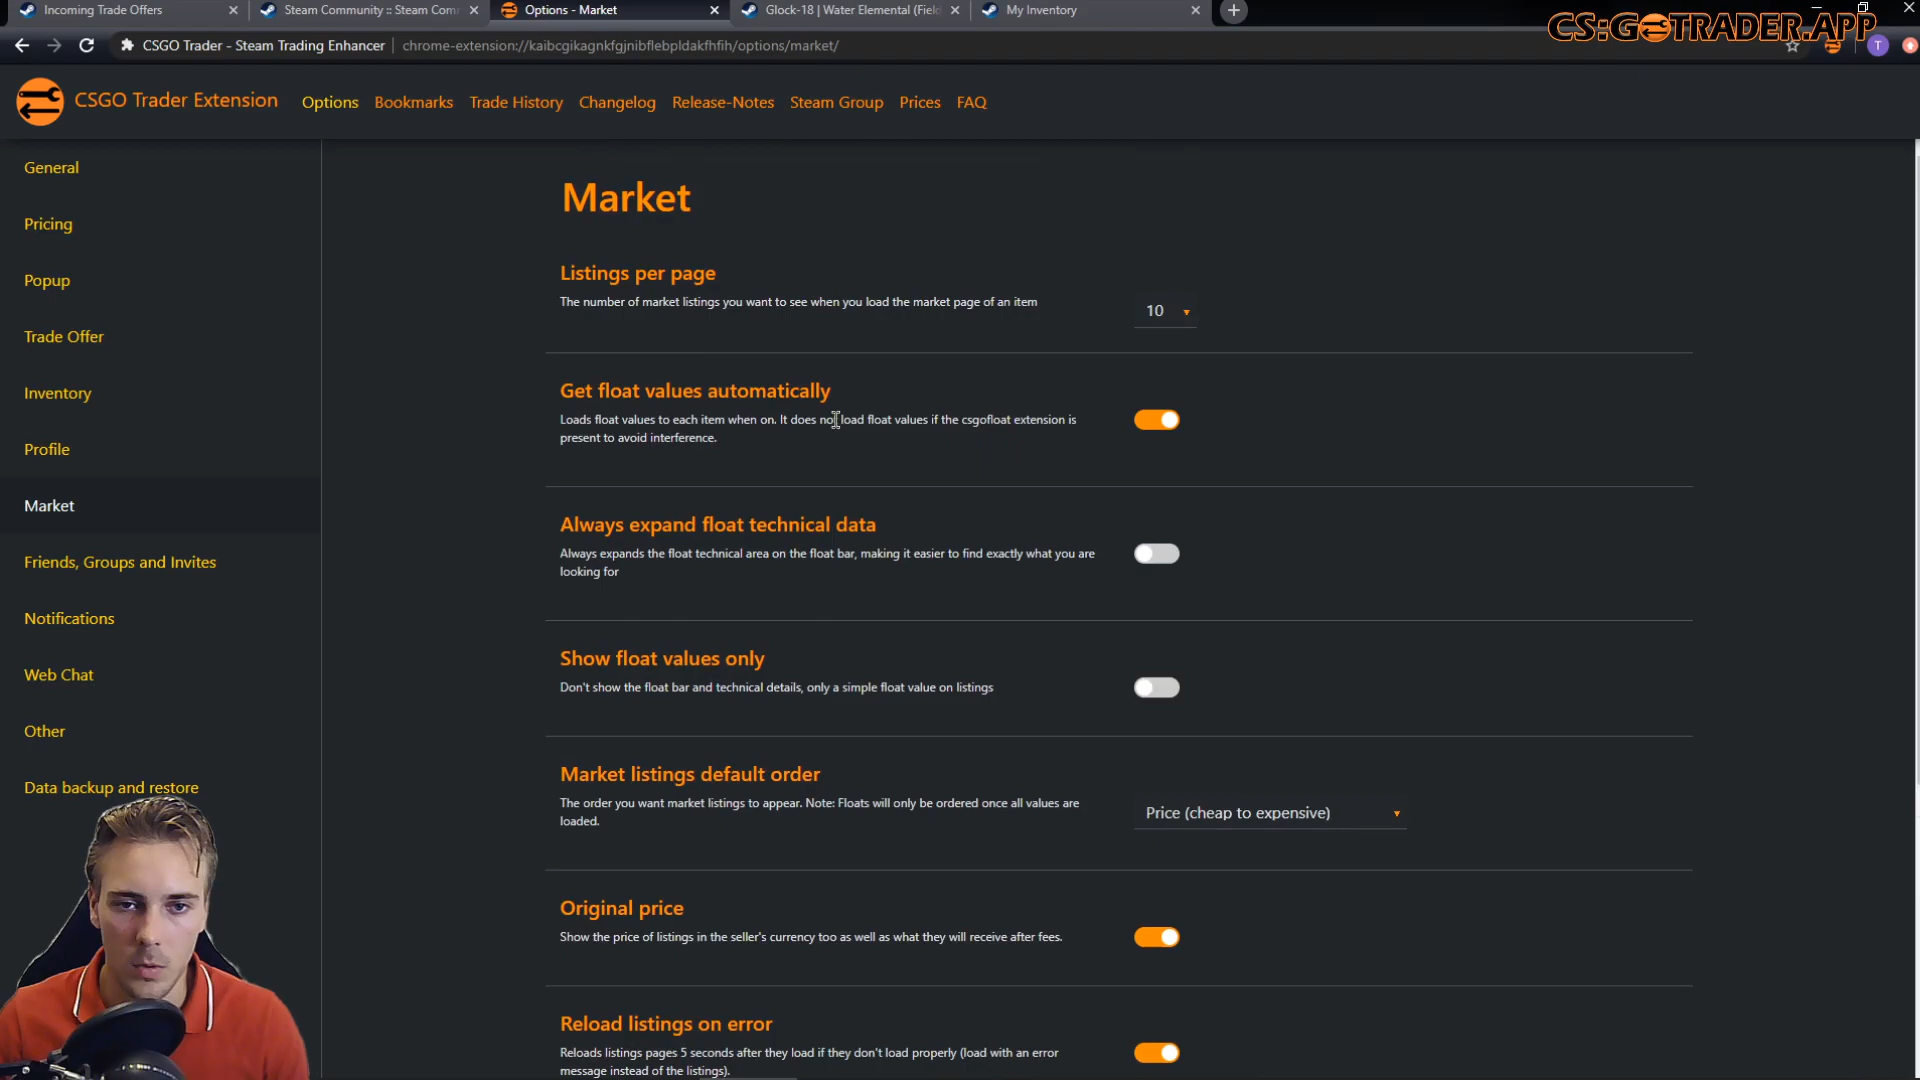 Incoming Trade Offers
Steam Community :: Steam Com
Options - Market
Glock-18 | Water Elemental (Fiel
My Inventory
CS:GOTRADER.APP
CSGO Trader - Steam Trading Enhancer
chrome-extension://kaibcgikagnkfgjnibflebpldakfhfih/options/market/
T
CSGO Trader Extension
Options
Bookmarks
Trade History
Changelog
Release-Notes
Steam Group
Prices
FAQ
General
Pricing
Popup
Trade Offer
Inventory
Profile
Market
Friends, Groups and Invites
Notifications
Web Chat
Other
Data backup and restore
Market
Listings per page
The number of market listings you want to see when you load the market page of an item
10
Get float values automatically
Loads float values to each item when on. It does not load float values if the csgofloat extension is
present to avoid interference.
Always expand float technical data
Always expands the float technical area on the float bar, making it easier to find exactly what you are
looking for
Show float values only
Don't show the float bar and technical details, only a simple float value on listings
Market listings default order
The order you want market listings to appear. Note: Floats will only be ordered once all values are
loaded.
Price (cheap to expensive)
Original price
Show the price of listings in the seller's currency too as well as what they will receive after fees.
Reload listings on error
Reloads listings pages 5 seconds after they load if they don't load properly (load with an error
message instead of the listings).